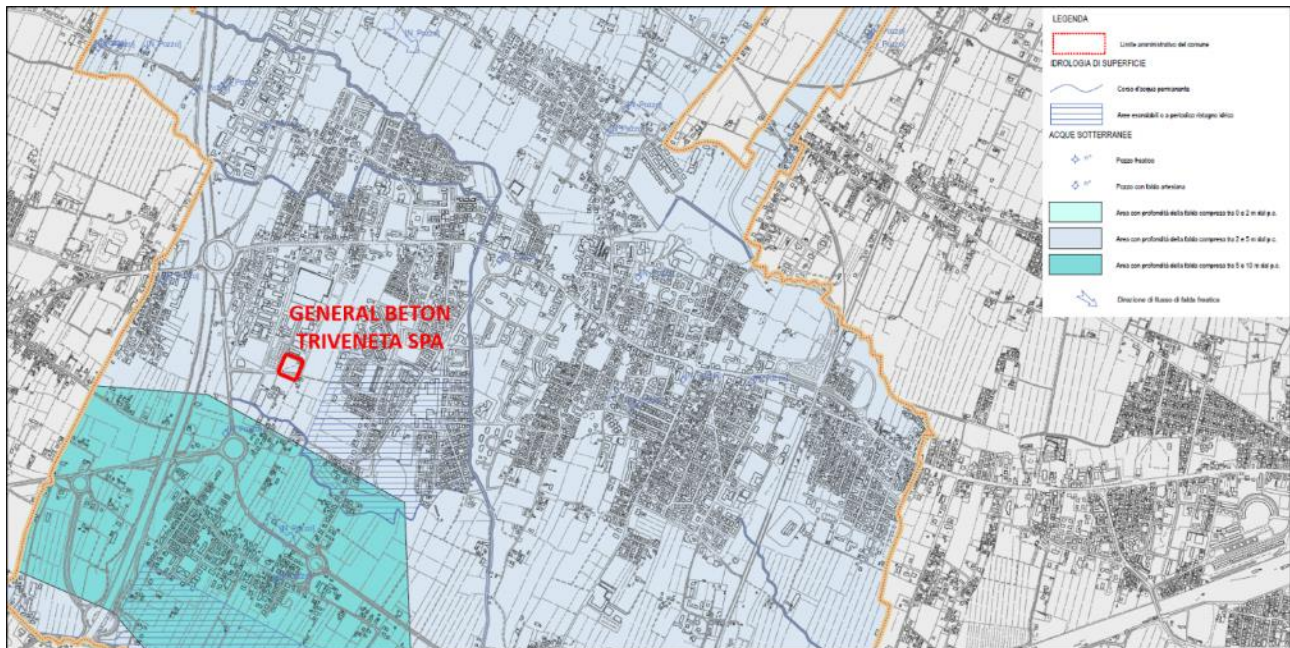 LEGENDA
Limite amministrativo del comune
IDROLOGIA DI SUPERFICIE
Corso d'acqua permanente
Aree esondabili o a periodico ristagno idrico
ACQUE SOTTERRANEE
Pozzo freatico
Pozzo con falda artesiana
Area con profondità della falda compresa tra 0 e 2 m dal p.c.
Area con profondità della falda compresa tra 2 e 5 m dal p.c.
Area con profondità della falda compresa tra 5 e 10 m dal p.c.
Direzione di flusso di falda freatica
GENERAL BETON
TRIVENETA SPA